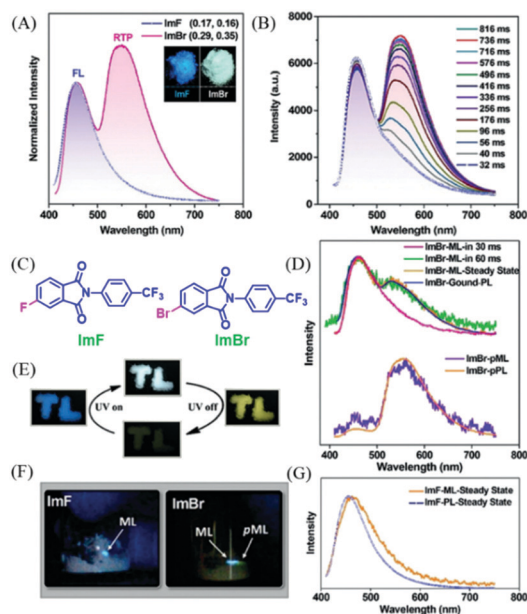 (A)
ImF (0.17, 0.16)
ImBr (0.29, 0.35)
RTP
FL
ImF ImBr
Normalized Intensity
400 500 600 700 800
Wavelength (nm)
(B)
8000
6000
4000
2000
Intensity (a.u.)
816 ms
736 ms
716 ms
576 ms
496 ms
416 ms
336 ms
256 ms
176 ms
96 ms
56 ms
40 ms
32 ms
400 500 600 700 800
Wavelength (nm)
(C)
F
O
N
O
CF3
ImF
Br
O
N
O
CF3
ImBr
(D)
ImBr-ML-in 30 ms
ImBr-ML-in 60 ms
ImBr-ML-Steady State
ImBr-Gound-PL
ImBr-pML
ImBr-pPL
Intensity
400 500 600 700 800
Wavelength (nm)
(E)
TL
TL
UV on
UV off
TL
TL
(F)
ImF
ML
ImBr
ML
pML
(G)
ImF-ML-Steady State
ImF-PL-Steady State
Intensity
400 500 600 700 800
Wavelength (nm)